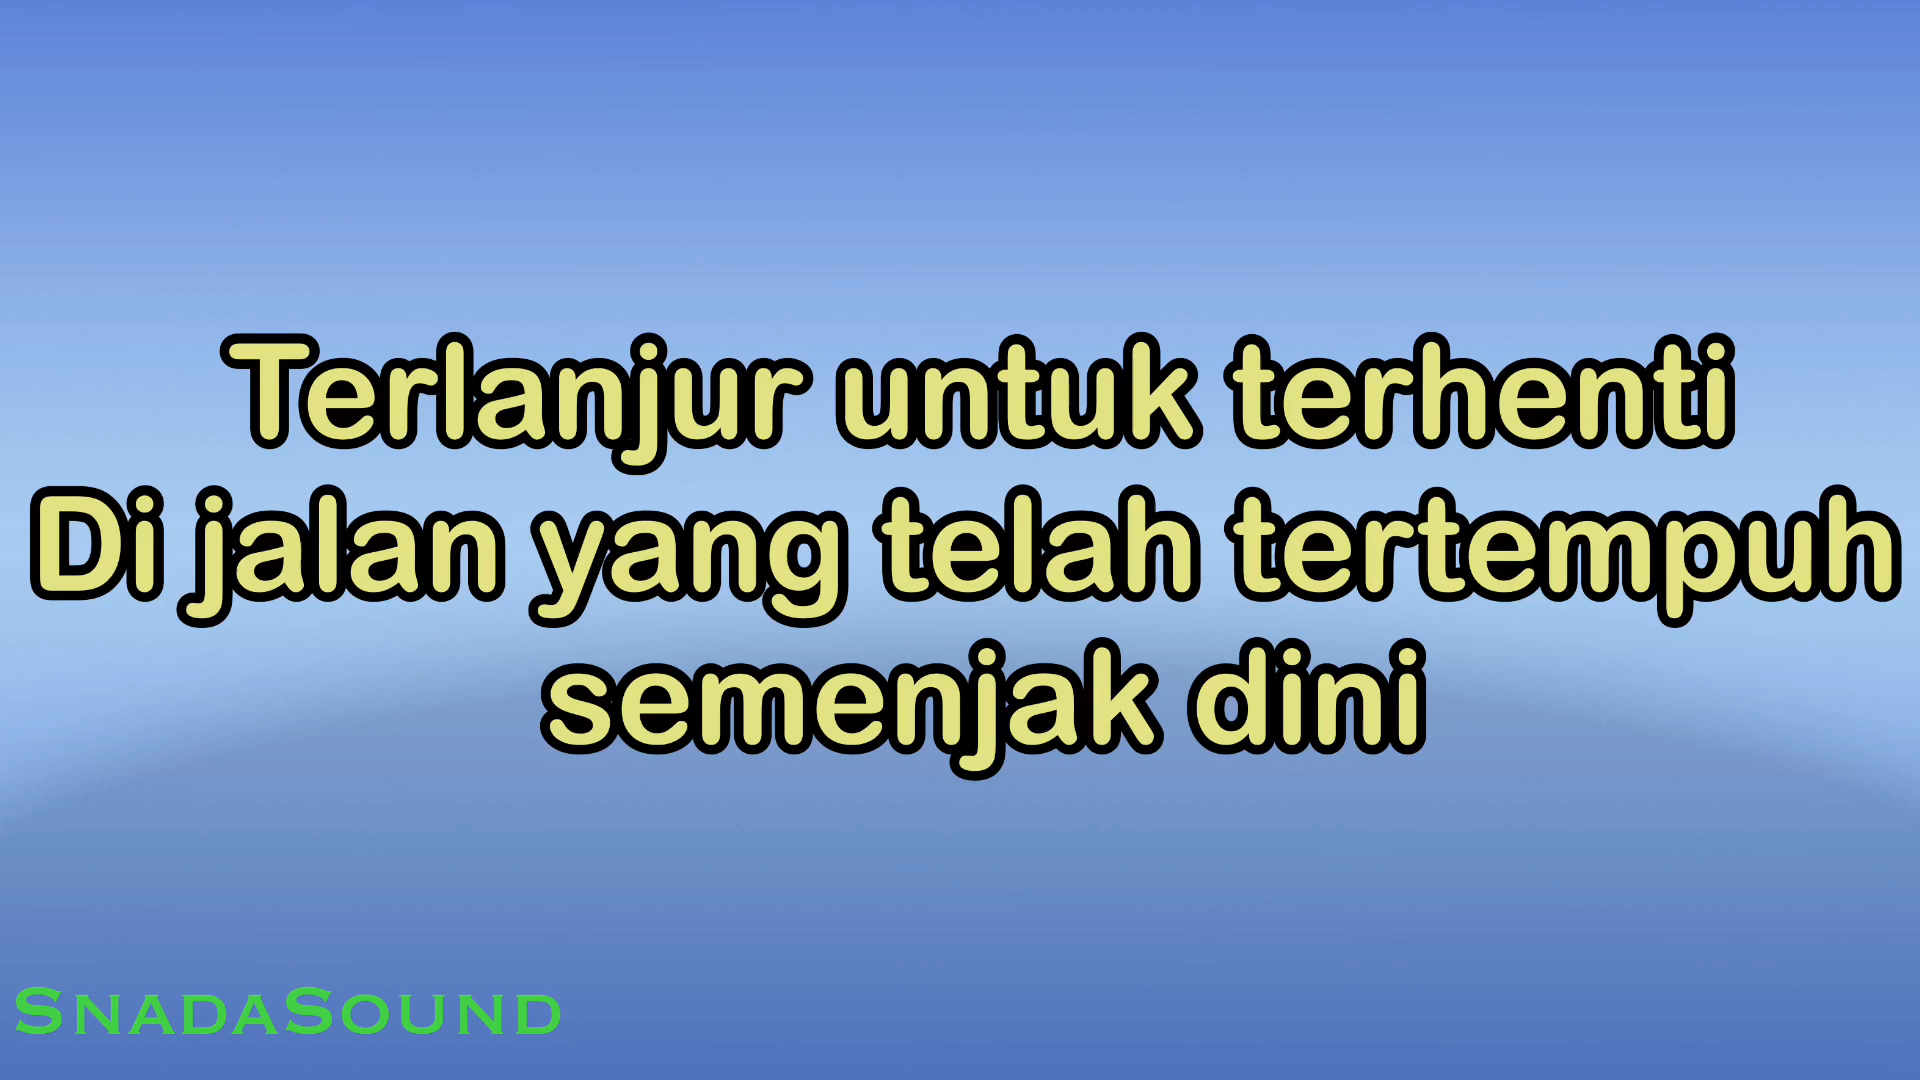 Terlanjur untuk terhenti
Di jalan yang telah tertempuh
semenjak dini
SnadaSound